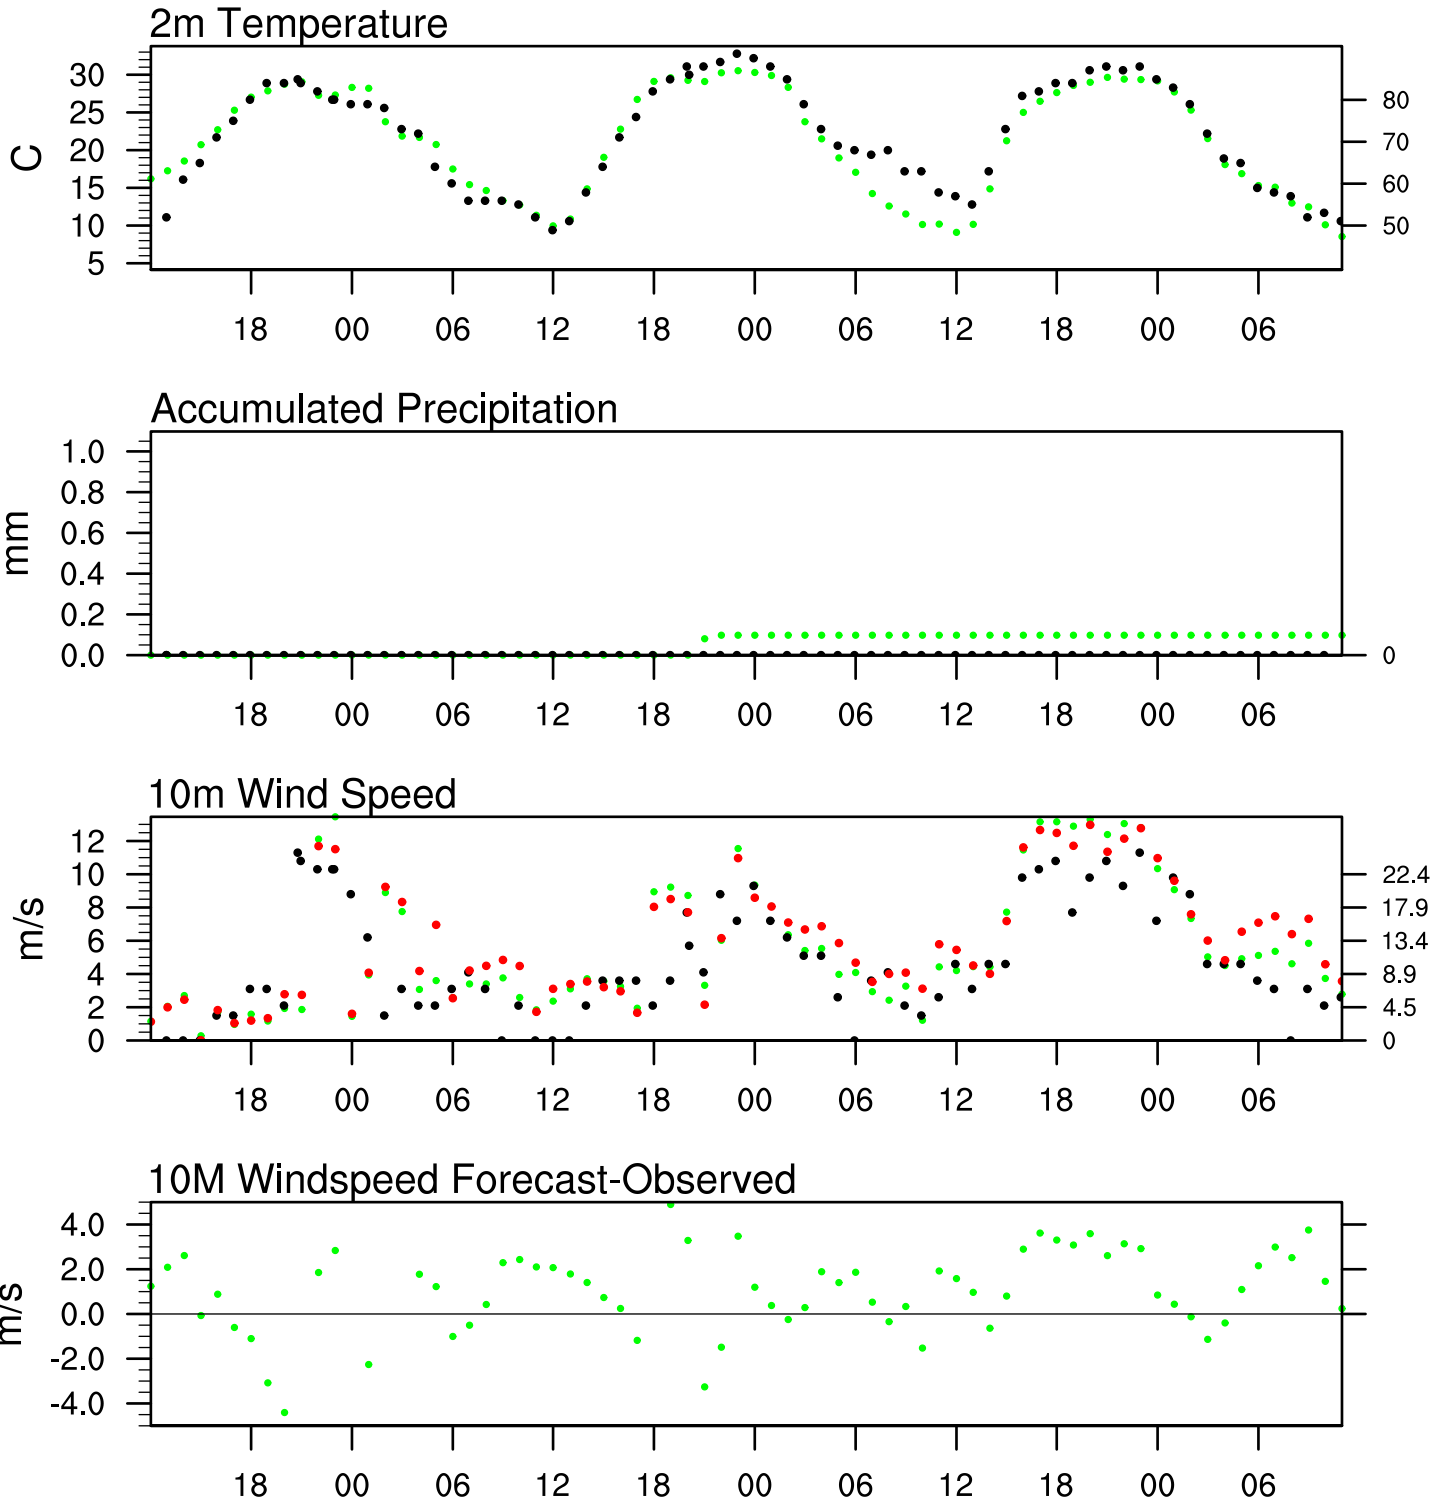 2m Temperature
30
25
20
15
10
5
C
80
70
60
50
18 00 06 12 18 00 06 12 18 00 06
Accumulated Precipitation
1.0
0.8
0.6
0.4
0.2
0.0
mm
0
18 00 06 12 18 00 06 12 18 00 06
10m Wind Speed
12
10
8
6
4
2
0
m/s
22.4
17.9
13.4
8.9
4.5
0
18 00 06 12 18 00 06 12 18 00 06
10M Windspeed Forecast-Observed
4.0
2.0
0.0
-2.0
-4.0
m/s
18 00 06 12 18 00 06 12 18 00 06